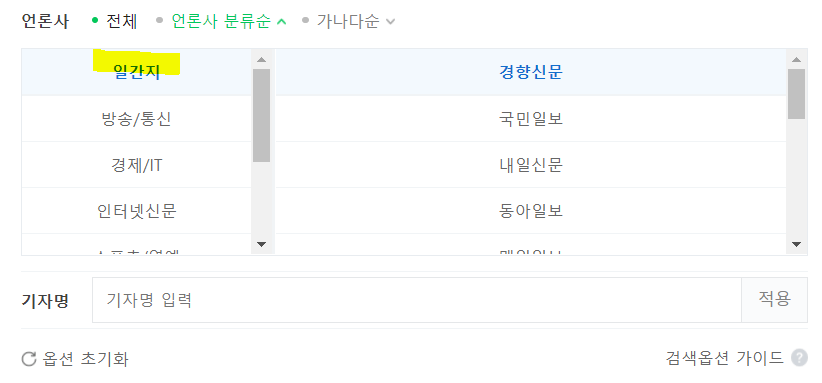 언론사 전체 언론사 분류순 가나다순
일간지 경향신문
방송/통신 국민일보
경제/IT 내일신문
인터넷신문 동아일보
기자명 기자명 입력 적용
옵션 초기화 검색옵션 가이드 ?